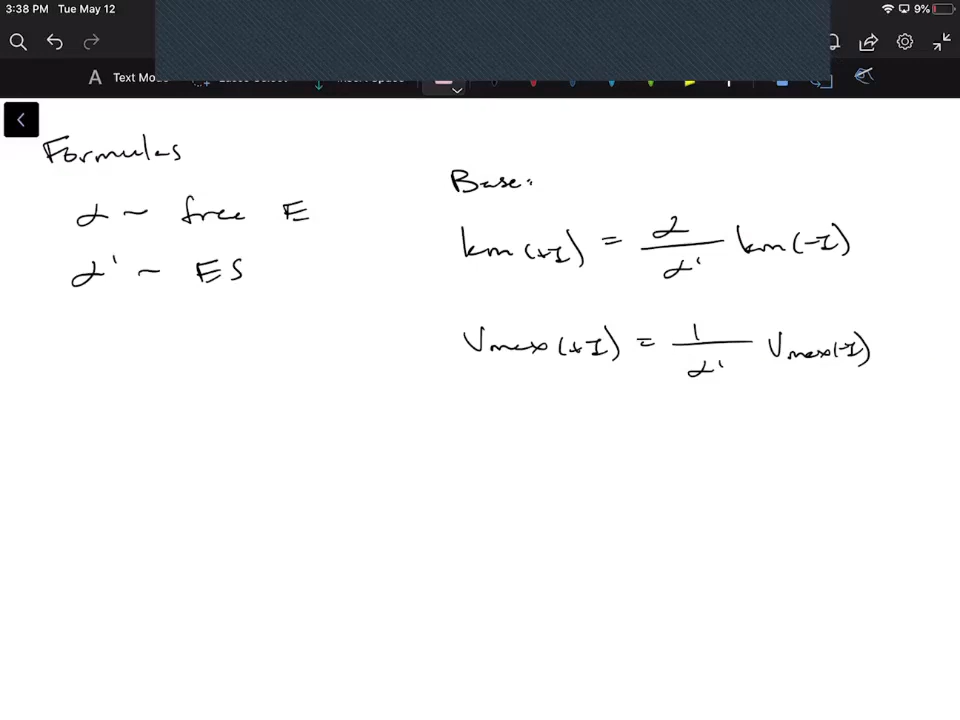 3:38 PM Tue May 12 9%
A Text Mode
Formulas
α ~ free E
α' ~ ES
Base:
km(+I) = α / α' km(-I)
Vmax(+I) = 1 / α' Vmax(-I)